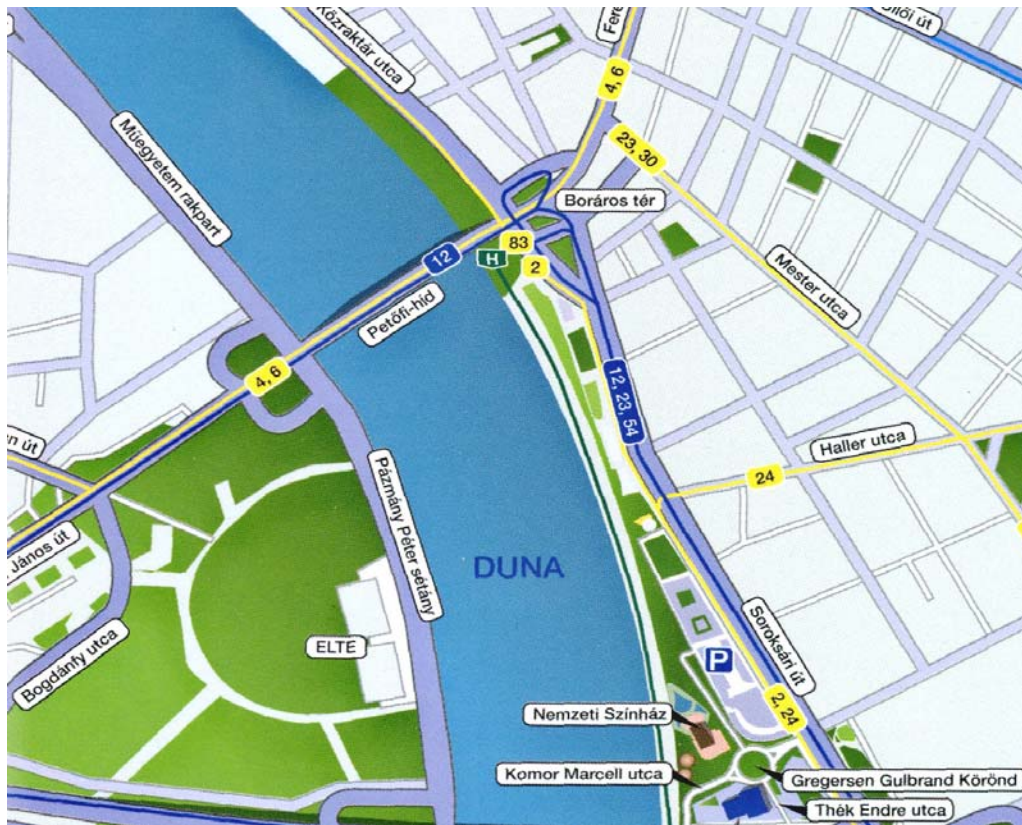 Közraktár utca
Üllői út
4, 6
23, 30
Műegyetem rakpart
Boráros tér
83
H
12
2
Mester utca
Petőfi-híd
4, 6
12, 23, 54
Haller utca
24
Pázmány Péter sétány
János út
DUNA
Bogdánfy utca
ELTE
Soroksári út
P
2, 24
Nemzeti Színház
Komor Marcell utca
Gregersen Gulbrand Körönd
Thék Endre utca